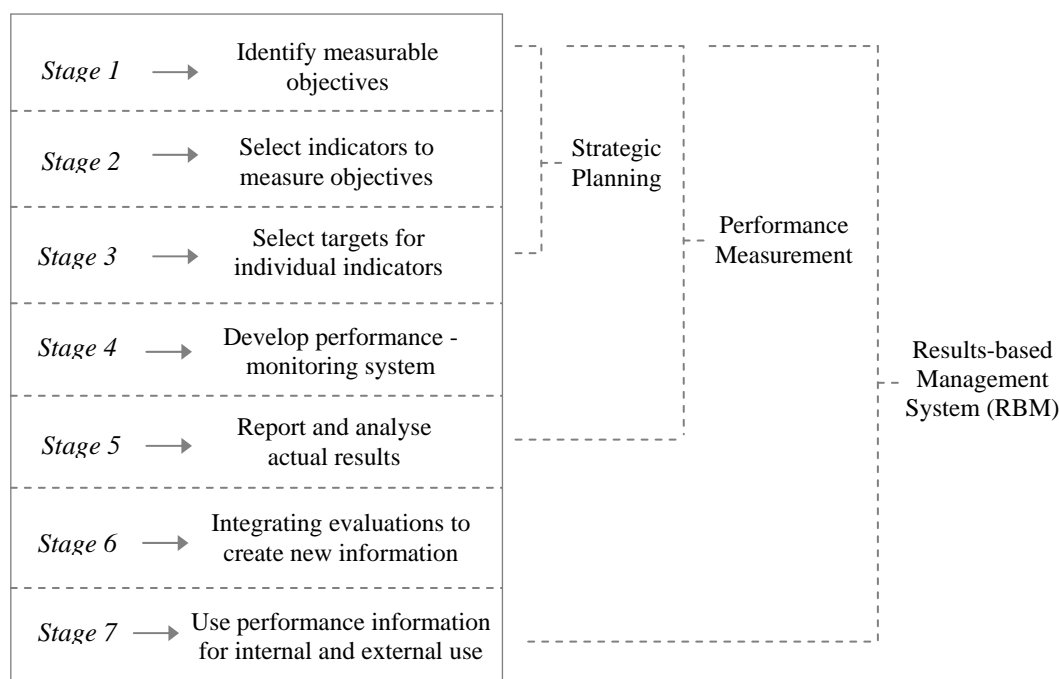 Stage 1
Identify measurable
objectives
Stage 2
Select indicators to
measure objectives
Stage 3
Select targets for
individual indicators
Stage 4
Develop performance -
monitoring system
Stage 5
Report and analyse
actual results
Stage 6
Integrating evaluations to
create new information
Stage 7
Use performance information
for internal and external use
Strategic
Planning
Performance
Measurement
Results-based
Management
System (RBM)